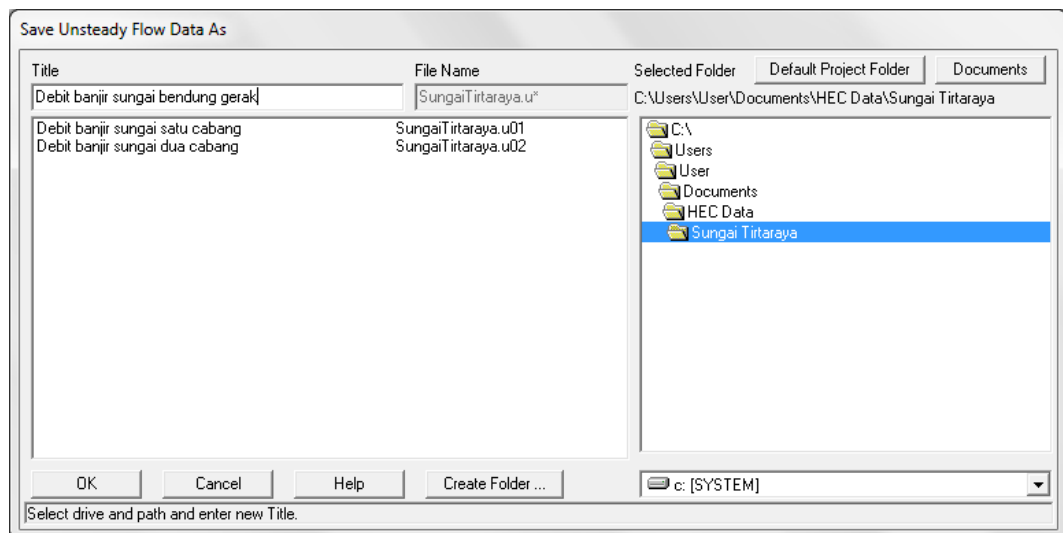 Save Unsteady Flow Data As
Title File Name Selected Folder Default Project Folder Documents
Debit banjir sungai bendung gerak SungaiTirtaraya.u* C:\Users\User\Documents\HEC Data\Sungai Tirtaraya
Debit banjir sungai satu cabang SungaiTirtaraya.u01
Debit banjir sungai dua cabang SungaiTirtaraya.u02
C:\
Users
User
Documents
HEC Data
Sungai Tirtaraya
OK Cancel Help Create Folder ... c: [SYSTEM]
Select drive and path and enter new Title.